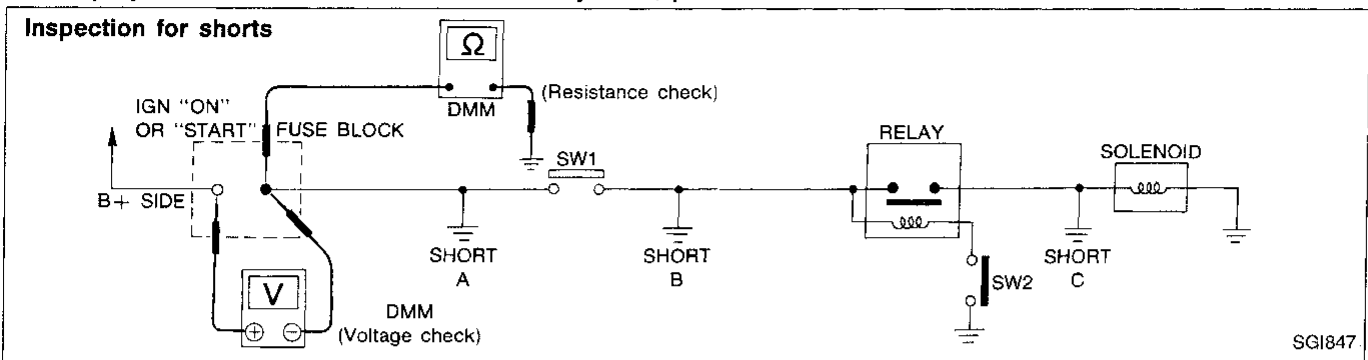 Inspection for shorts
Ω
DMM
(Resistance check)
IGN "ON"
OR "START"
FUSE BLOCK
B+ SIDE
SW1
RELAY
SOLENOID
SHORT
A
SHORT
B
SW2
SHORT
C
V
+ −
DMM
(Voltage check)
SGI847